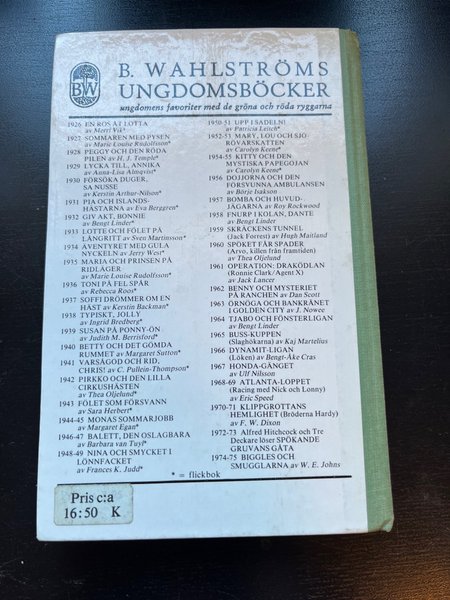 BW
B. WAHLSTRÖMS
UNGDOMSBÖCKER
ungdomens favoriter med de gröna och röda ryggarna
1926 EN ROS ÅT LOTTA
av Merri Vik*
1927 SOMMAREN MED PYSEN
av Marie Louise Rudolfsson*
1928 PEGGY OCH DEN RÖDA
PILEN av H. J. Temple*
1929 LYCKA TILL, ANNIKA
av Anna-Lisa Almqvist*
1930 FÖRSÖKA DUGER,
SA NUSSE
av Kerstin Arthur-Nilson*
1931 PIA OCH ISLANDS-
HÄSTARNA av Eva Berggren*
1932 GIV AKT, BONNIE
av Bengt Linder*
1933 LOTTE OCH FÖLET PÅ
LÅNGRITT av Sven Martinsson*
1934 ÄVENTYRET MED GULA
NYCKELN av Jerry West*
1935 MARIA OCH PRINSEN PÅ
RIDLÄGER
av Marie Louise Rudolfsson*
1936 TONI PÅ FEL SPÅR
av Rebecca Roos*
1937 SOFFI DRÖMMER OM EN
HÄST av Kerstin Backman*
1938 TYPISKT, JOLLY
av Ingrid Bredberg*
1939 SUSAN PÅ PONNY-ÖN
av Judith M. Berrisford*
1940 BETTY OCH DET GÖMDA
RUMMET av Margaret Sutton*
1941 VARSÅGOD OCH RID,
CHRIS! av C. Pullein-Thompson*
1942 PIRKKO OCH DEN LILLA
CIRKUSHÄSTEN
av Thea Oljelund*
1943 FÖLET SOM FÖRSVANN
av Sara Herbert*
1944-45 MONAS SOMMARJOBB
av Margaret Egan*
1946-47 BALETT, DEN OSLAGBARA
av Barbara van Tuyl*
1948-49 NINA OCH SMYCKET I
LÖNNFACKET
av Frances K. Judd*
1950-51 UPP I SADELN!
av Patricia Leitch*
1952-53 MARY, LOU OCH SJÖ-
RÖVARSKATTEN
av Carolyn Keene*
1954-55 KITTY OCH DEN
MYSTISKA PAPEGOJAN
av Carolyn Keene*
1956 DOJJORNA OCH DEN
FÖRSVUNNA AMBULANSEN
av Börje Isakson
1957 BOMBA OCH HUVUD-
JÄGARNA av Roy Rockwood
1958 FNURP I KOLAN, DANTE
av Bengt Linder
1959 SKRÄCKENS TUNNEL
(Jack Forrest) av Hugh Maitland
1960 SPÖKET FÅR SPADER
(Arvo, killen från framtiden)
av Thea Oljelund
1961 OPERATION: DRAKÖDLAN
(Ronnie Clark/Agent X)
av Jack Lancer
1962 BENNY OCH MYSTERIET
PÅ RANCHEN av Dan Scott
1963 ÖRNÖGA OCH BANKRÅNET
I GOLDEN CITY av J. Nowee
1964 TJABO OCH FÖNSTERLIGAN
av Bengt Linder
1965 BUSS-KUPPEN
(Slaghökarna) av Kaj Martelius
1966 DYNAMIT-LIGAN
(Löken) av Bengt-Åke Cras
1967 HONDA-GÄNGET
av Ulf Nilsson
1968-69 ATLANTA-LOPPET
(Racing med Nick och Lonny)
av Eric Speed
1970-71 KLIPPGROTTANS
HEMLIGHET (Bröderna Hardy)
av F. W. Dixon
1972-73 Alfred Hitchcock och Tre
Deckare löser SPÖKANDE
GRUVANS GÅTA
1974-75 BIGGLES OCH
SMUGGLARNA av W. E. Johns
* = flickbok
Pris c:a
16:50 K